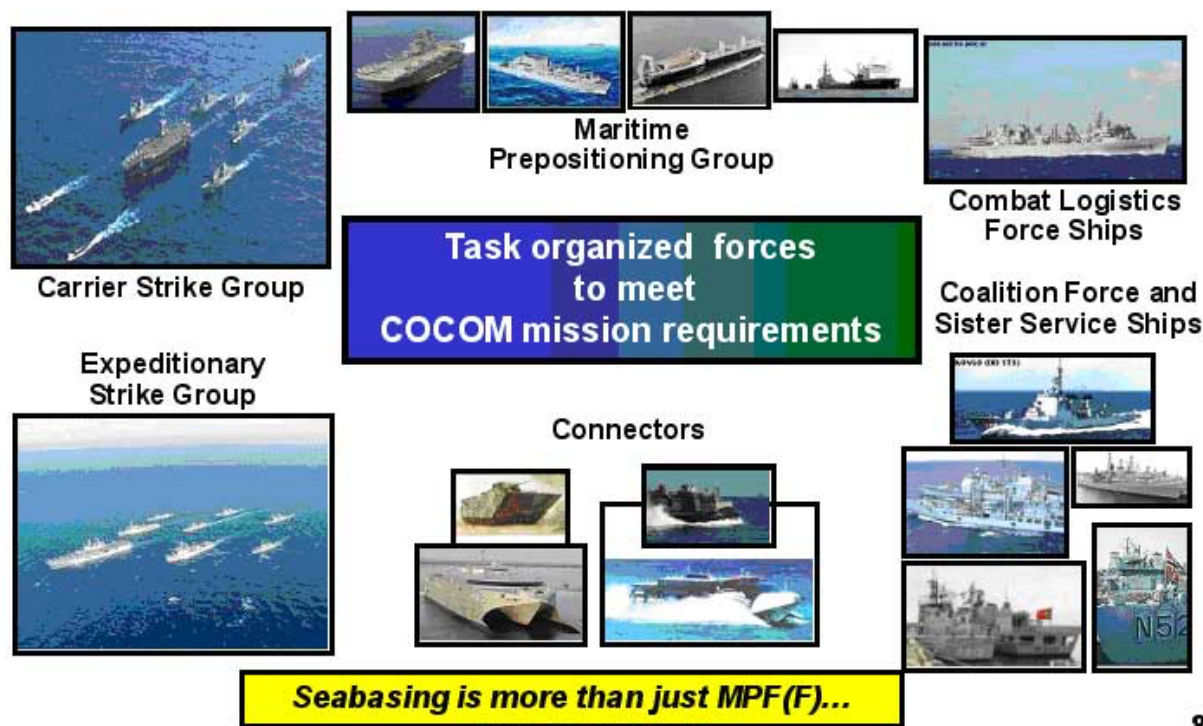 Maritime
Prepositioning Group
Carrier Strike Group
Combat Logistics
Force Ships
Task organized forces
to meet
COCOM mission requirements
Coalition Force and
Sister Service Ships
Expeditionary
Strike Group
Connectors
N52
Seabasing is more than just MPF(F)...